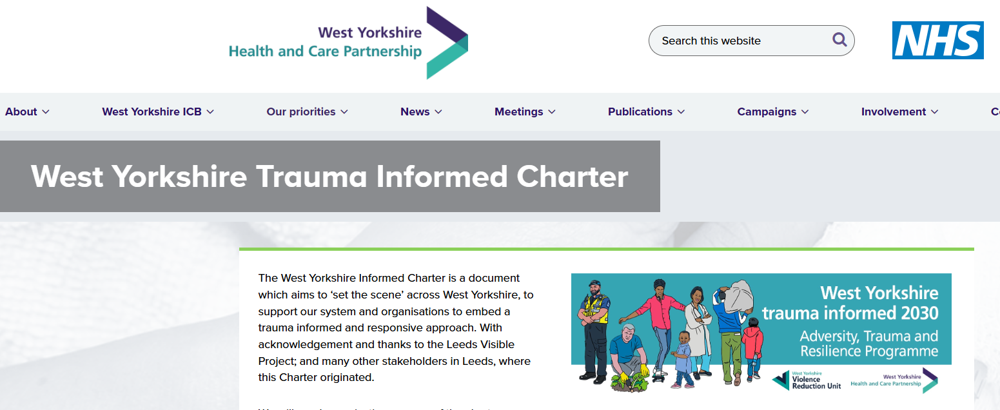 West Yorkshire
Health and Care Partnership
Search this website
NHS
About
West Yorkshire ICB
Our priorities
News
Meetings
Publications
Campaigns
Involvement
West Yorkshire Trauma Informed Charter
The West Yorkshire Informed Charter is a document
which aims to ‘set the scene’ across West Yorkshire, to
support our system and organisations to embed a
trauma informed and responsive approach. With
acknowledgement and thanks to the Leeds Visible
Project; and many other stakeholders in Leeds, where
this Charter originated.
West Yorkshire
trauma informed 2030
Adversity, Trauma and
Resilience Programme
West Yorkshire
Violence
Reduction Unit
West Yorkshire
Health and Care Partnership